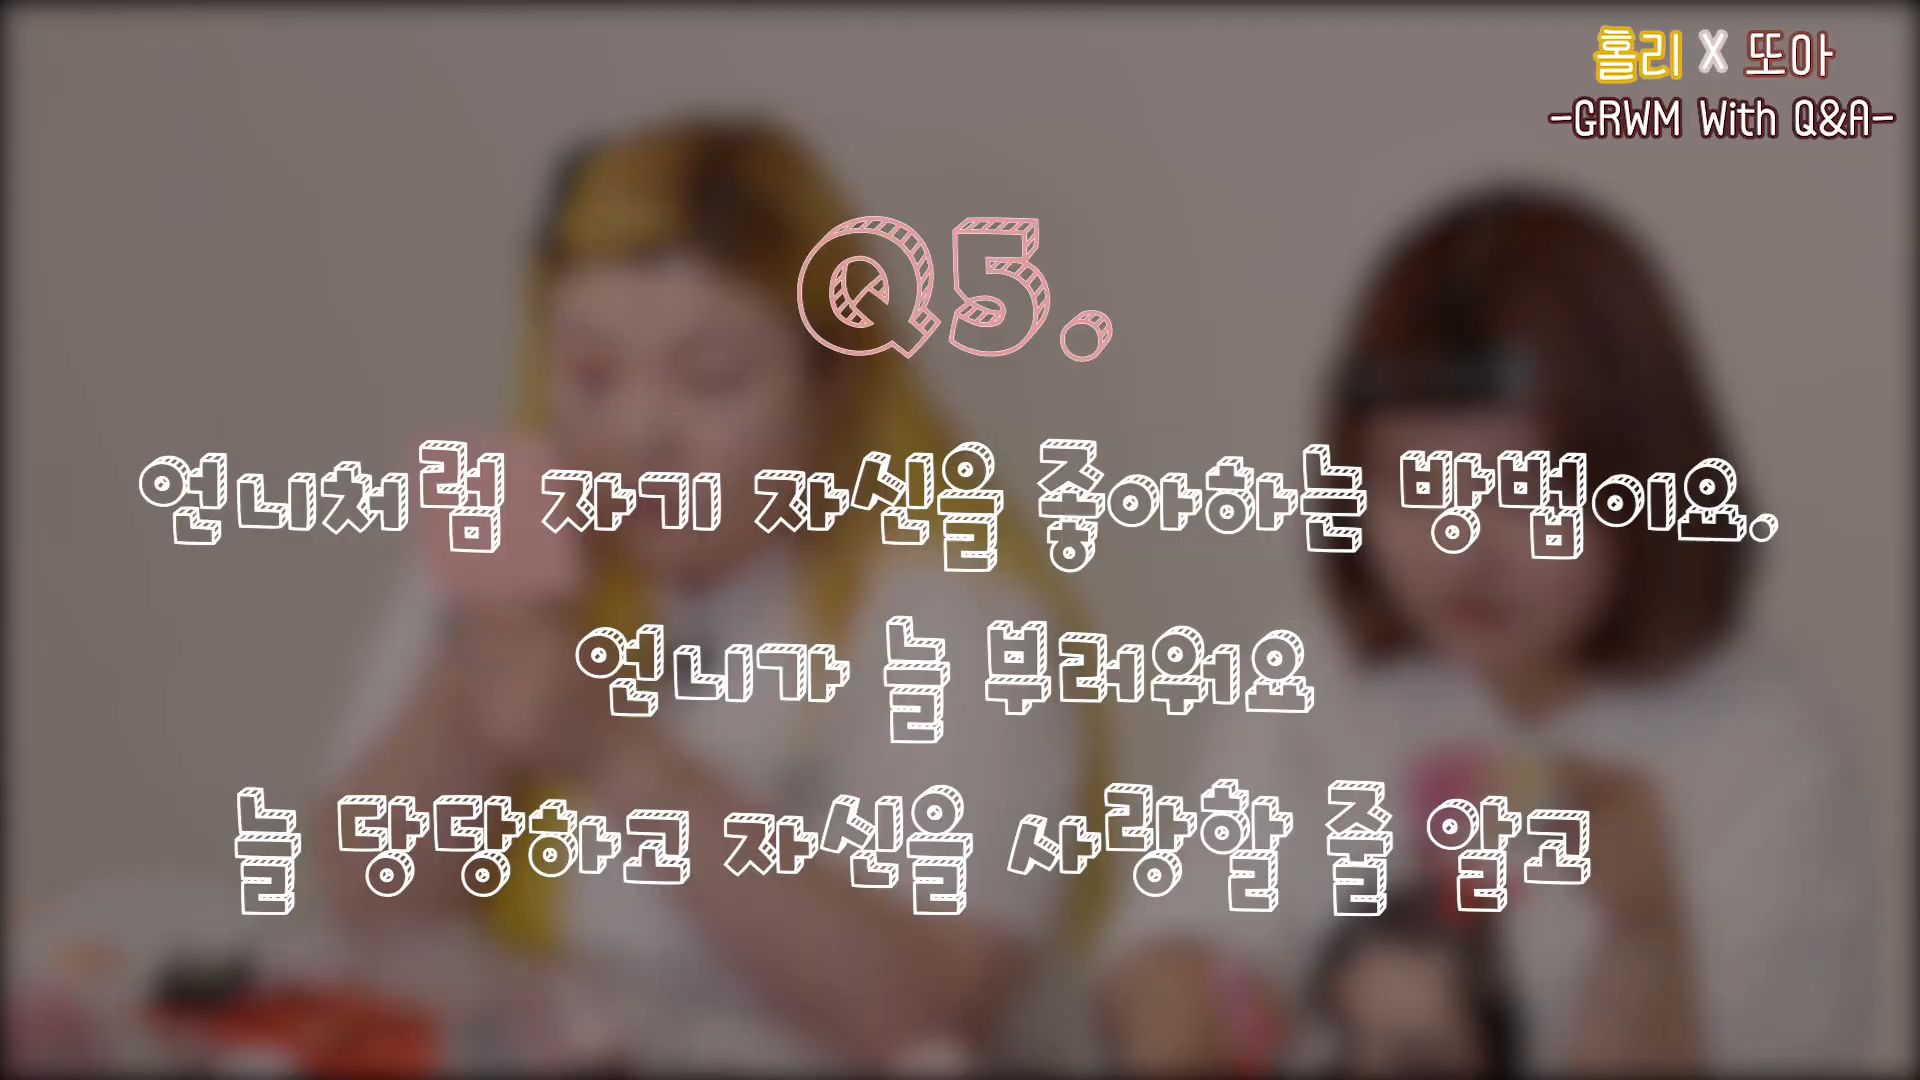 홀리 X 또아
-GRWM With Q&A-
Q5.
언니처럼 자기 자신을 좋아하는 방법이요.
언니가 늘 부러워요
늘 당당하고 자신을 사랑할 줄 알고